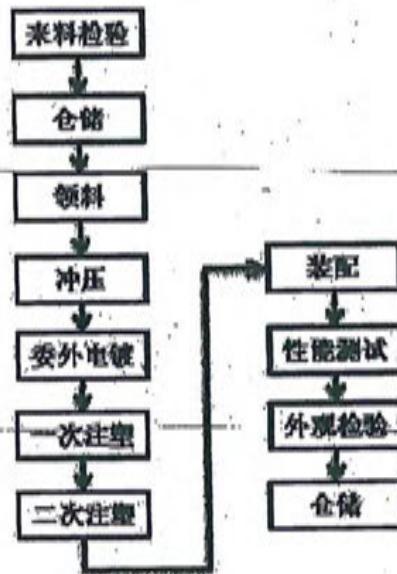 来料检验
仓储
领料
冲压
委外电镀
一次注塑
二次注塑
装配
性能测试
外观检验
仓储